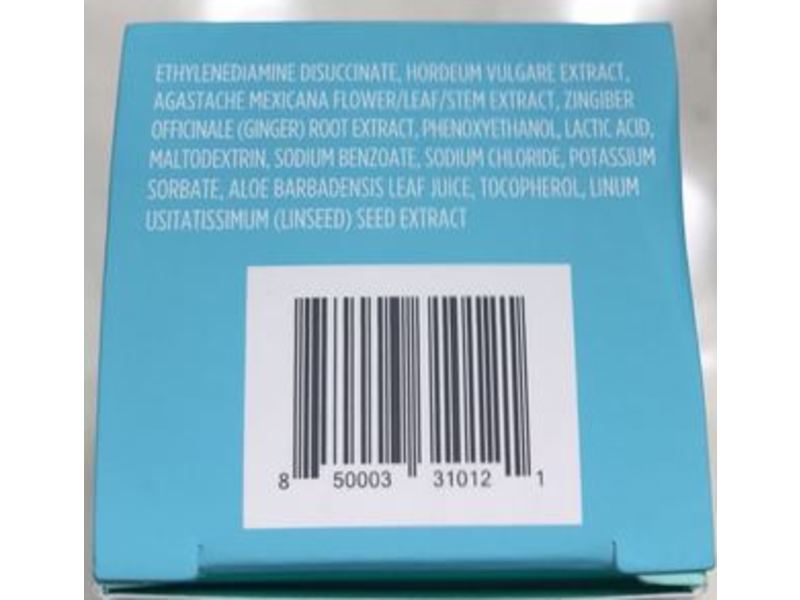 ETHYLENEDIAMINE DISUCCINATE, HORDEUM VULGARE EXTRACT,
AGASTACHE MEXICANA FLOWER/LEAF/STEM EXTRACT, ZINGIBER
OFFICINALE (GINGER) ROOT EXTRACT, PHENOXYETHANOL, LACTIC ACID,
MALTODEXTRIN, SODIUM BENZOATE, SODIUM CHLORIDE, POTASSIUM
SORBATE, ALOE BARBADENSIS LEAF JUICE, TOCOPHEROL, LINUM
USITATISSIMUM (LINSEED) SEED EXTRACT
8 50003 31012 1